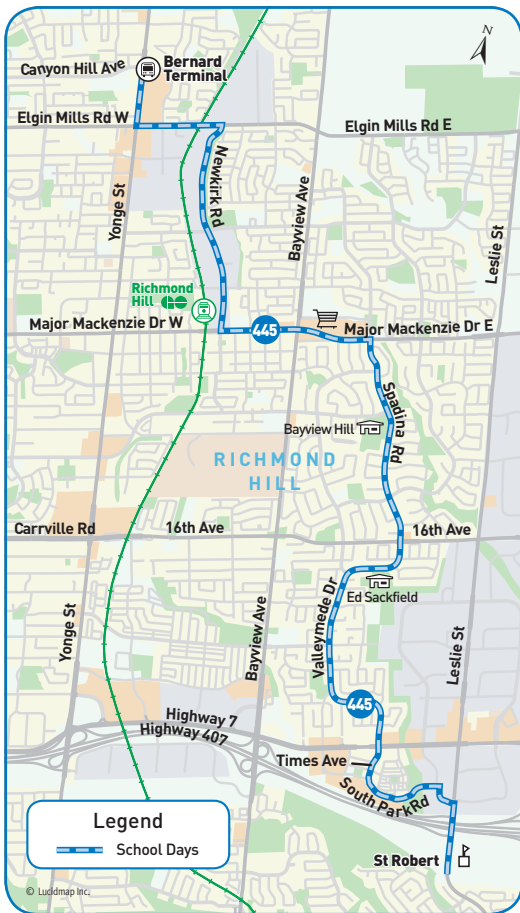 N
Canyon Hill Ave
Bernard
Terminal
Elgin Mills Rd W
Elgin Mills Rd E
Newkirk Rd
Yonge St
Bayview Ave
Leslie St
Richmond
Hill
Major Mackenzie Dr W
445
Major Mackenzie Dr E
Spadina Rd
Bayview Hill
RICHMOND
HILL
Carrville Rd
16th Ave
16th Ave
Ed Sackfield
Valleymede Dr
Yonge St
Bayview Ave
Leslie St
445
Highway 7
Highway 407
Times Ave
South Park Rd
St Robert
Legend
School Days
© Lucidmap Inc.